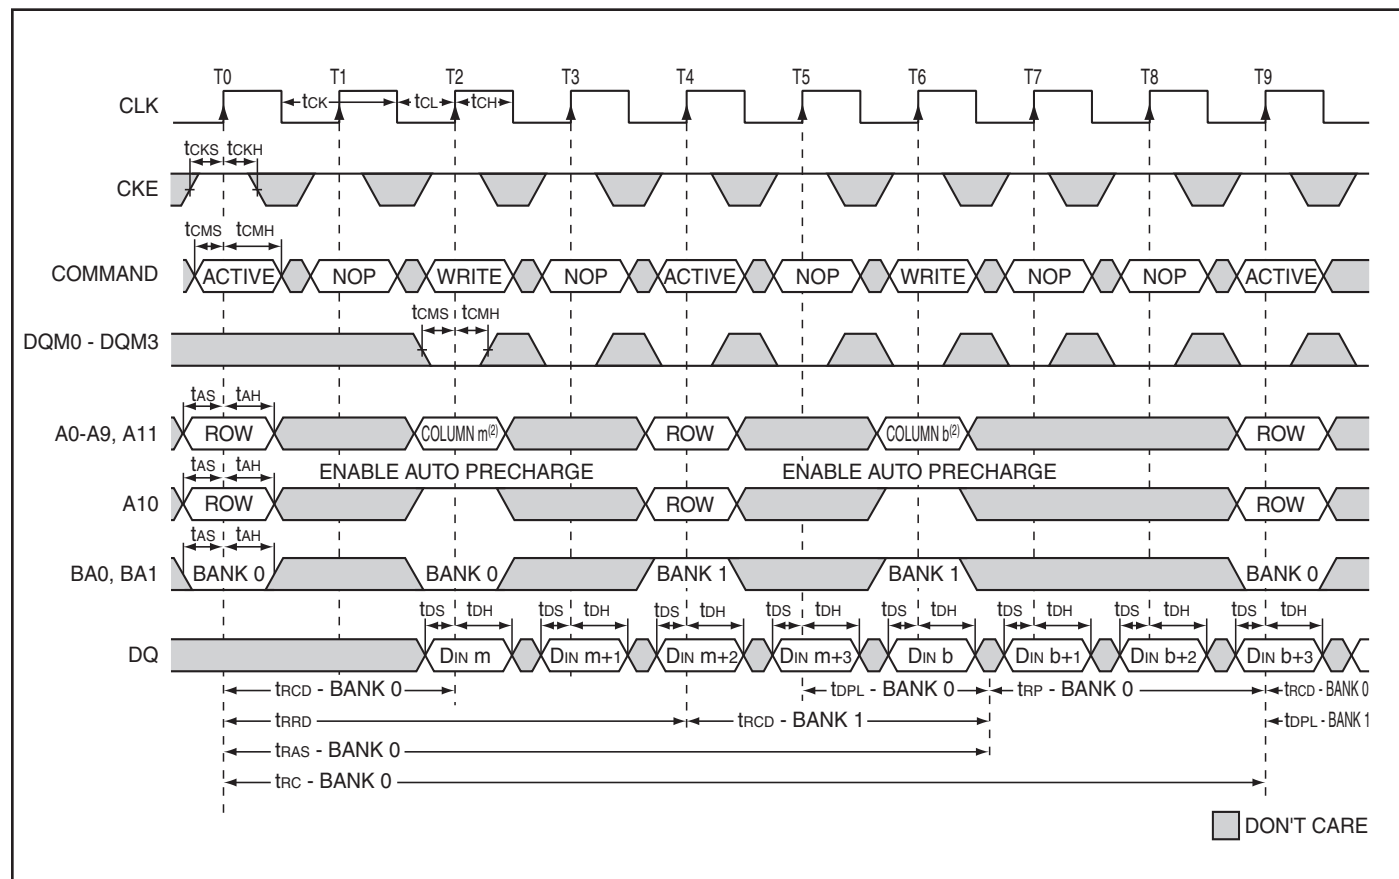 T0 T1 T2 T3 T4 T5 T6 T7 T8 T9
CLK tCK tCL tCH
tCKS tCKH
CKE
tCMS tCMH
COMMAND ACTIVE NOP WRITE NOP ACTIVE NOP WRITE NOP NOP ACTIVE
tCMS tCMH
DQM0 - DQM3
tAS tAH
A0-A9, A11 ROW COLUMN m(2) ROW COLUMN b(2) ROW
tAS tAH ENABLE AUTO PRECHARGE ENABLE AUTO PRECHARGE
A10 ROW ROW ROW
tAS tAH
BA0, BA1 BANK 0 BANK 0 BANK 1 BANK 1 BANK 0
tDS tDH tDS tDH tDS tDH tDS tDH tDS tDH tDS tDH tDS tDH tDS tDH
DQ DIN m DIN m+1 DIN m+2 DIN m+3 DIN b DIN b+1 DIN b+2 DIN b+3
tRCD - BANK 0 tDPL - BANK 0 tRP - BANK 0 tRCD - BANK 0
tRRD tRCD - BANK 1 tDPL - BANK 1
tRAS - BANK 0
tRC - BANK 0
DON'T CARE